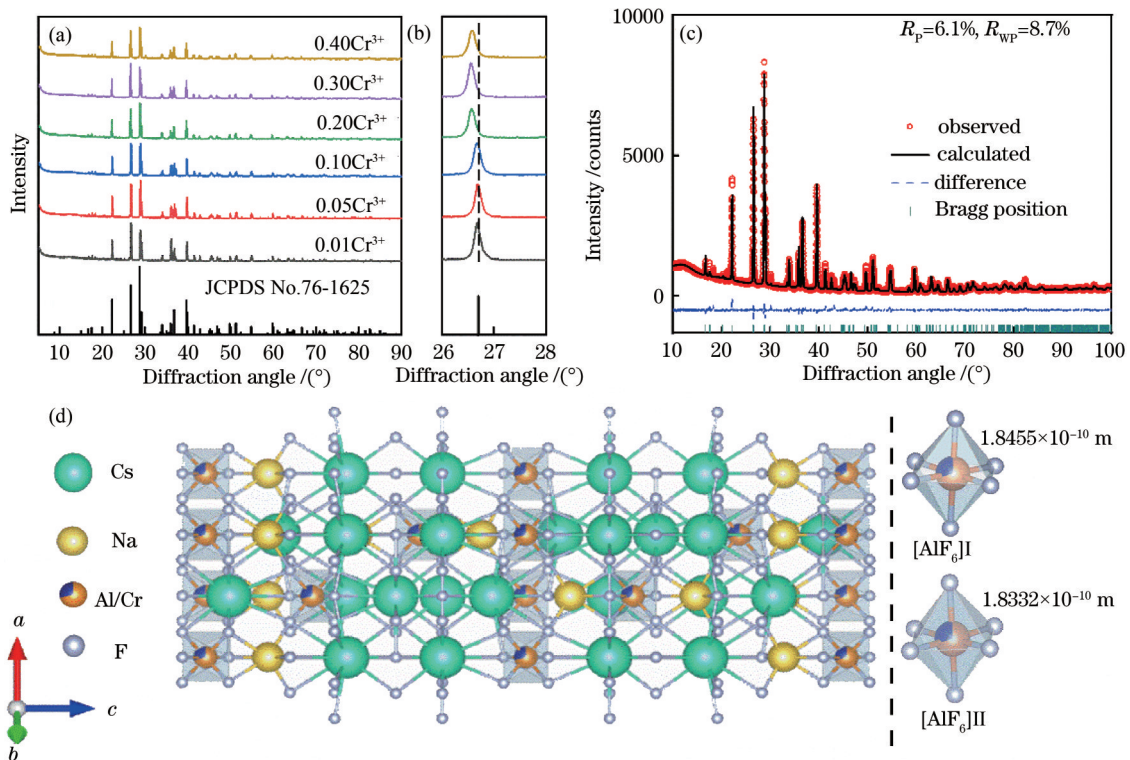 (a)
0.40Cr³⁺
0.30Cr³⁺
0.20Cr³⁺
0.10Cr³⁺
0.05Cr³⁺
0.01Cr³⁺
JCPDS No.76-1625
Intensity
10 20 30 40 50 60 70 80 90
Diffraction angle /(°)
(b)
26 27 28
Diffraction angle /(°)
(c)
R_P=6.1%, R_WP=8.7%
observed
calculated
difference
Bragg position
10000
5000
0
Intensity /counts
10 20 30 40 50 60 70 80 90 100
Diffraction angle /(°)
(d)
Cs
Na
Al/Cr
F
a
c
b
1.8455×10⁻¹⁰ m
[AlF₆]I
1.8332×10⁻¹⁰ m
[AlF₆]II